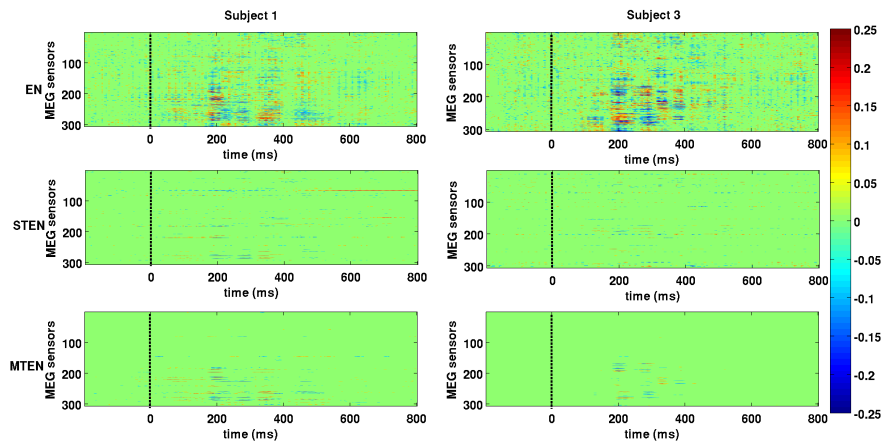 Subject 1
Subject 3
EN
MEG sensors
100
200
300
0 200 400 600 800
time (ms)
100
200
300
0 200 400 600 800
time (ms)
STEN
MEG sensors
100
200
300
0 200 400 600 800
time (ms)
MEG sensors
100
200
300
0 200 400 600 800
time (ms)
MTEN
MEG sensors
100
200
300
0 200 400 600 800
time (ms)
MEG sensors
100
200
300
0 200 400 600 800
time (ms)
MEG sensors
0.25
0.2
0.15
0.1
0.05
0
-0.05
-0.1
-0.15
-0.2
-0.25